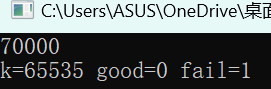 C:\Users\ASUS\OneDrive\桌面
70000
k=65535 good=0 fail=1